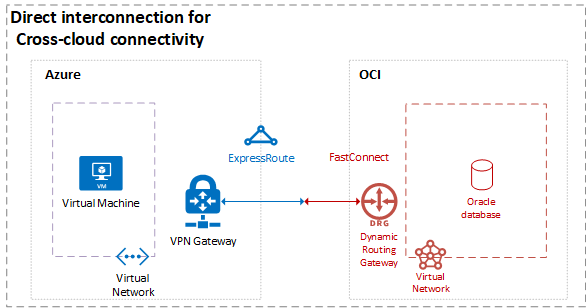 Direct interconnection for
Cross-cloud connectivity
Azure
OCI
ExpressRoute
FastConnect
VM
Virtual Machine
VPN Gateway
DRG
Dynamic
Routing
Gateway
Oracle
database
Virtual
Network
Virtual
Network